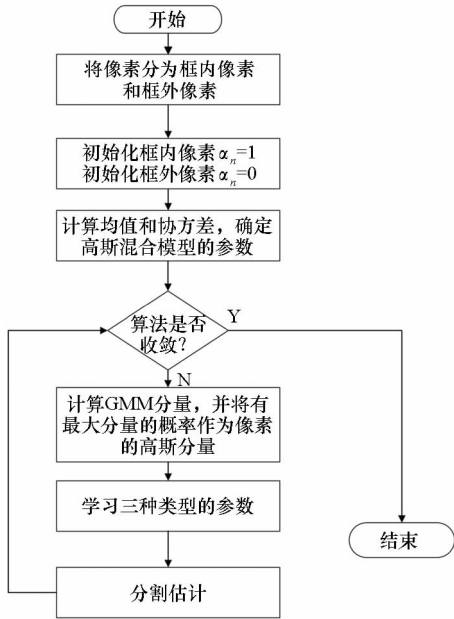 开始
将像素分为框内像素
和框外像素
初始化框内像素αₙ=1
初始化框外像素αₙ=0
计算均值和协方差，确定
高斯混合模型的参数
算法是否
收敛？
Y
N
计算GMM分量，并将有
最大分量的概率作为像素
的高斯分量
学习三种类型的参数
结束
分割估计